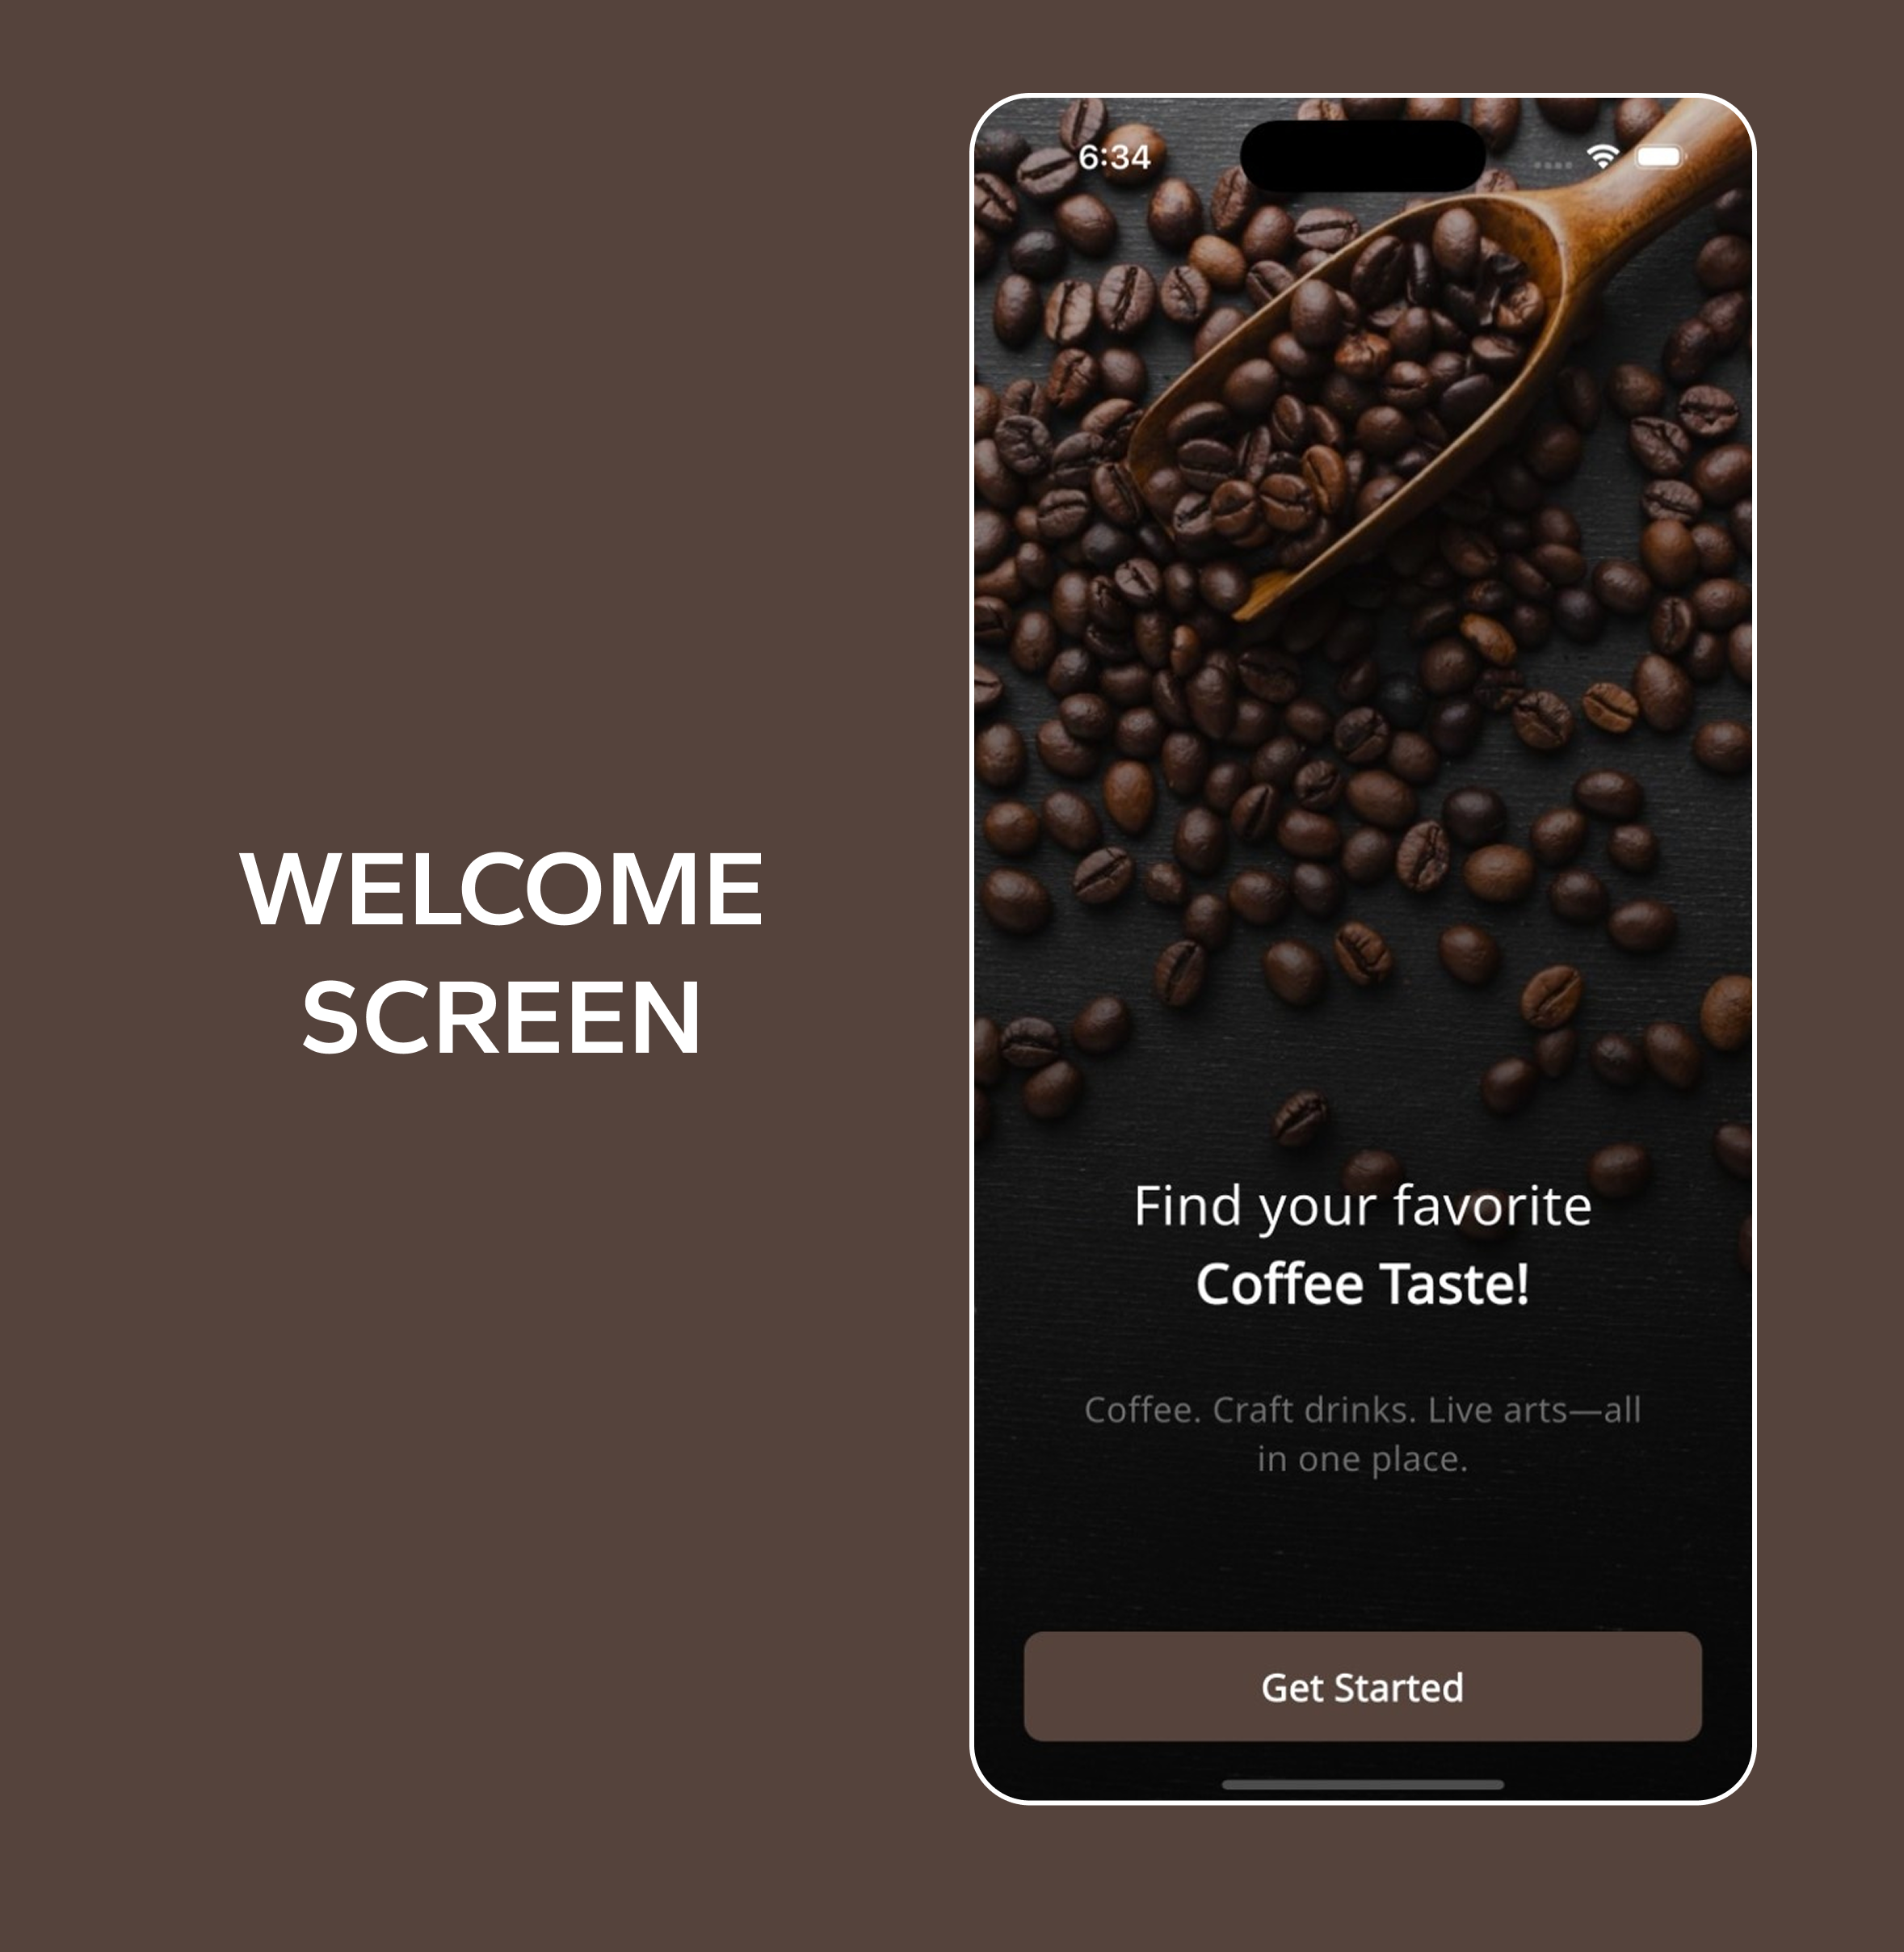 WELCOME
SCREEN
6:34
Find your favorite
Coffee Taste!
Coffee. Craft drinks. Live arts—all
in one place.
Get Started